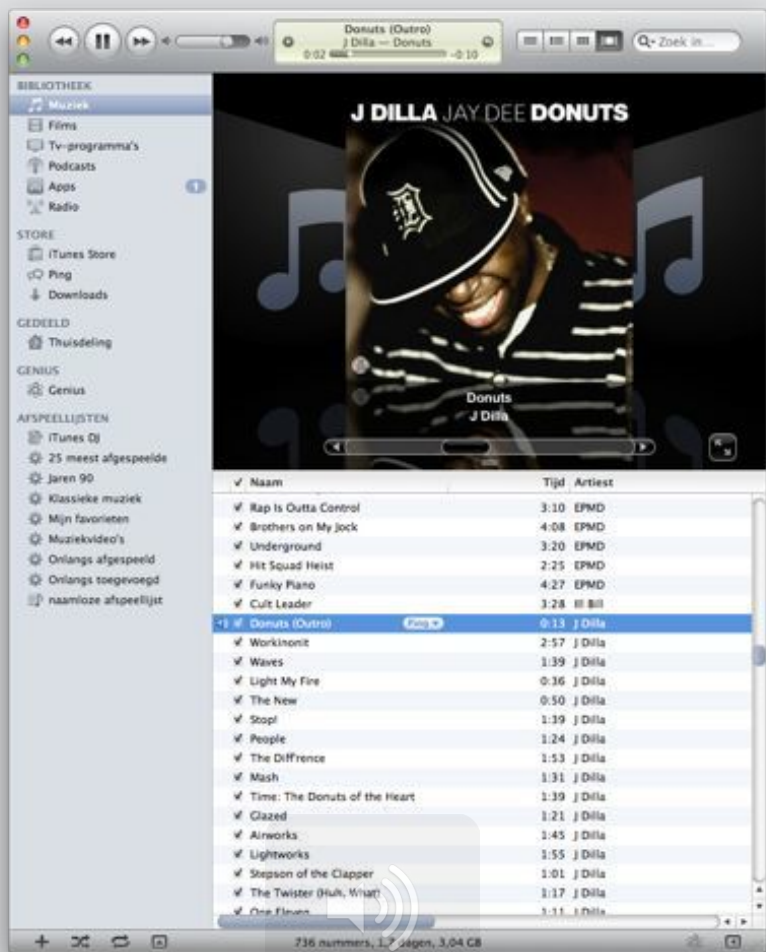 Donuts (Outro)
J Dilla — Donuts
0:02 -0:10
Zoek in...
BIBLIOTHEEK
Muziek
Films
Tv-programma's
Podcasts
Apps 1
Radio
STORE
iTunes Store
Ping
Downloads
GEDEELD
Thuisdeling
GENIUS
Genius
AFSPEELLIJSTEN
iTunes DJ
25 meest afgespeelde
Jaren 90
Klassieke muziek
Mijn favorieten
Muziekvideo's
Onlangs afgespeeld
Onlangs toegevoegd
naamloze afspeellijst
J DILLA JAY DEE DONUTS
Donuts
J Dilla
Naam Tijd Artiest
Rap Is Outta Control 3:10 EPMD
Brothers on My Jock 4:08 EPMD
Underground 3:20 EPMD
Hit Squad Heist 2:25 EPMD
Funky Piano 4:27 EPMD
Cult Leader 3:28 Ill Bill
Donuts (Outro) Ping 0:13 J Dilla
Workinonit 2:57 J Dilla
Waves 1:39 J Dilla
Light My Fire 0:36 J Dilla
The New 0:50 J Dilla
Stop! 1:39 J Dilla
People 1:24 J Dilla
The Diff'rence 1:53 J Dilla
Mash 1:31 J Dilla
Time: The Donuts of the Heart 1:39 J Dilla
Glazed 1:21 J Dilla
Airworks 1:45 J Dilla
Lightworks 1:55 J Dilla
Stepson of the Clapper 1:01 J Dilla
The Twister (Huh, What) 1:17 J Dilla
One Eleven 1:11 J Dilla
736 nummers, dagen, 3,04 GB